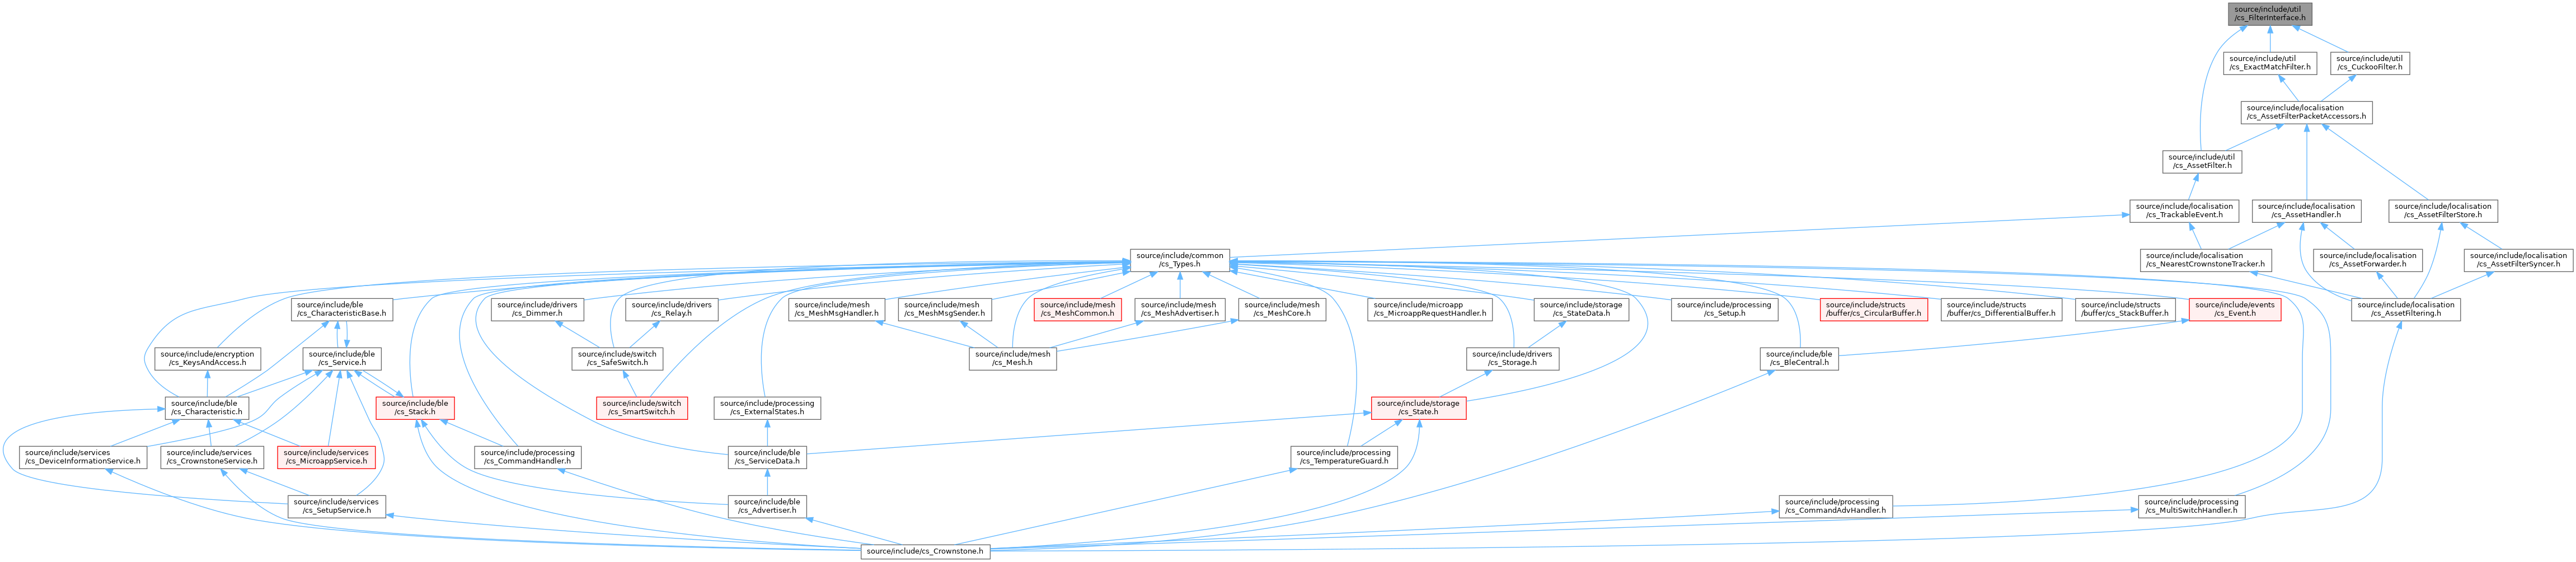 source/include/util
/cs_FilterInterface.h
source/include/util
/cs_ExactMatchFilter.h
source/include/util
/cs_CuckooFilter.h
source/include/localisation
/cs_AssetFilterPacketAccessors.h
source/include/util
/cs_AssetFilter.h
source/include/localisation
/cs_TrackableEvent.h
source/include/localisation
/cs_AssetHandler.h
source/include/localisation
/cs_AssetFilterStore.h
source/include/common
/cs_Types.h
source/include/localisation
/cs_NearestCrownstoneTracker.h
source/include/localisation
/cs_AssetForwarder.h
source/include/localisation
/cs_AssetFilterSyncer.h
source/include/ble
/cs_CharacteristicBase.h
source/include/drivers
/cs_Dimmer.h
source/include/drivers
/cs_Relay.h
source/include/mesh
/cs_MeshMsgHandler.h
source/include/mesh
/cs_MeshMsgSender.h
source/include/mesh
/cs_MeshCommon.h
source/include/mesh
/cs_MeshAdvertiser.h
source/include/mesh
/cs_MeshCore.h
source/include/microapp
/cs_MicroappRequestHandler.h
source/include/storage
/cs_StateData.h
source/include/processing
/cs_Setup.h
source/include/structs
/buffer/cs_CircularBuffer.h
source/include/structs
/buffer/cs_DifferentialBuffer.h
source/include/structs
/buffer/cs_StackBuffer.h
source/include/events
/cs_Event.h
source/include/localisation
/cs_AssetFiltering.h
source/include/encryption
/cs_KeysAndAccess.h
source/include/ble
/cs_Service.h
source/include/switch
/cs_SafeSwitch.h
source/include/mesh
/cs_Mesh.h
source/include/drivers
/cs_Storage.h
source/include/ble
/cs_BleCentral.h
source/include/ble
/cs_Characteristic.h
source/include/ble
/cs_Stack.h
source/include/switch
/cs_SmartSwitch.h
source/include/processing
/cs_ExternalStates.h
source/include/storage
/cs_State.h
source/include/services
/cs_DeviceInformationService.h
source/include/services
/cs_CrownstoneService.h
source/include/services
/cs_MicroappService.h
source/include/processing
/cs_CommandHandler.h
source/include/ble
/cs_ServiceData.h
source/include/processing
/cs_TemperatureGuard.h
source/include/services
/cs_SetupService.h
source/include/ble
/cs_Advertiser.h
source/include/processing
/cs_CommandAdvHandler.h
source/include/processing
/cs_MultiSwitchHandler.h
source/include/cs_Crownstone.h